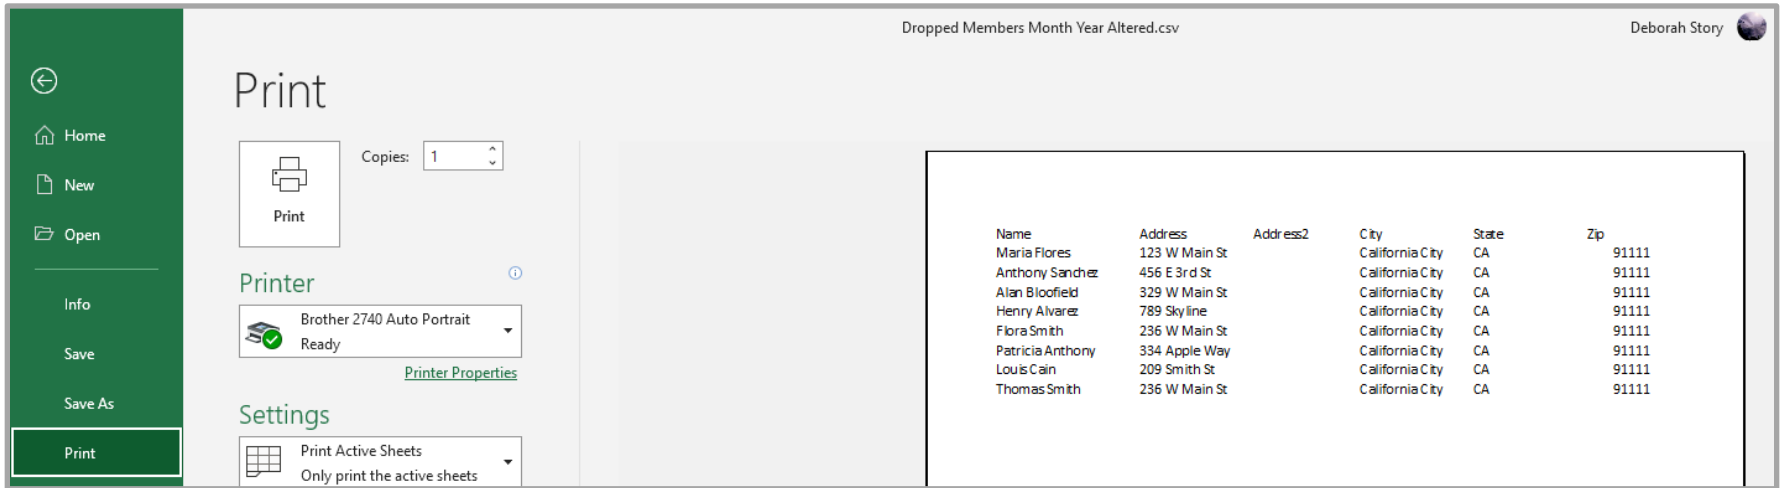 Dropped Members Month Year Altered.csv
Deborah Story
Home
New
Open
Info
Save
Save As
Print
Print
Print
Copies: 1
Printer
Brother 2740 Auto Portrait
Ready
Printer Properties
Settings
Print Active Sheets
Only print the active sheets
Name Address Address2 City State Zip
Maria Flores 123 W Main St California City CA 91111
Anthony Sanchez 456 E 3rd St California City CA 91111
Alan Bloofield 329 W Main St California City CA 91111
Henry Alvarez 789 Skyline California City CA 91111
Flora Smith 236 W Main St California City CA 91111
Patricia Anthony 334 Apple Way California City CA 91111
Louis Cain 209 Smith St California City CA 91111
Thomas Smith 236 W Main St California City CA 91111